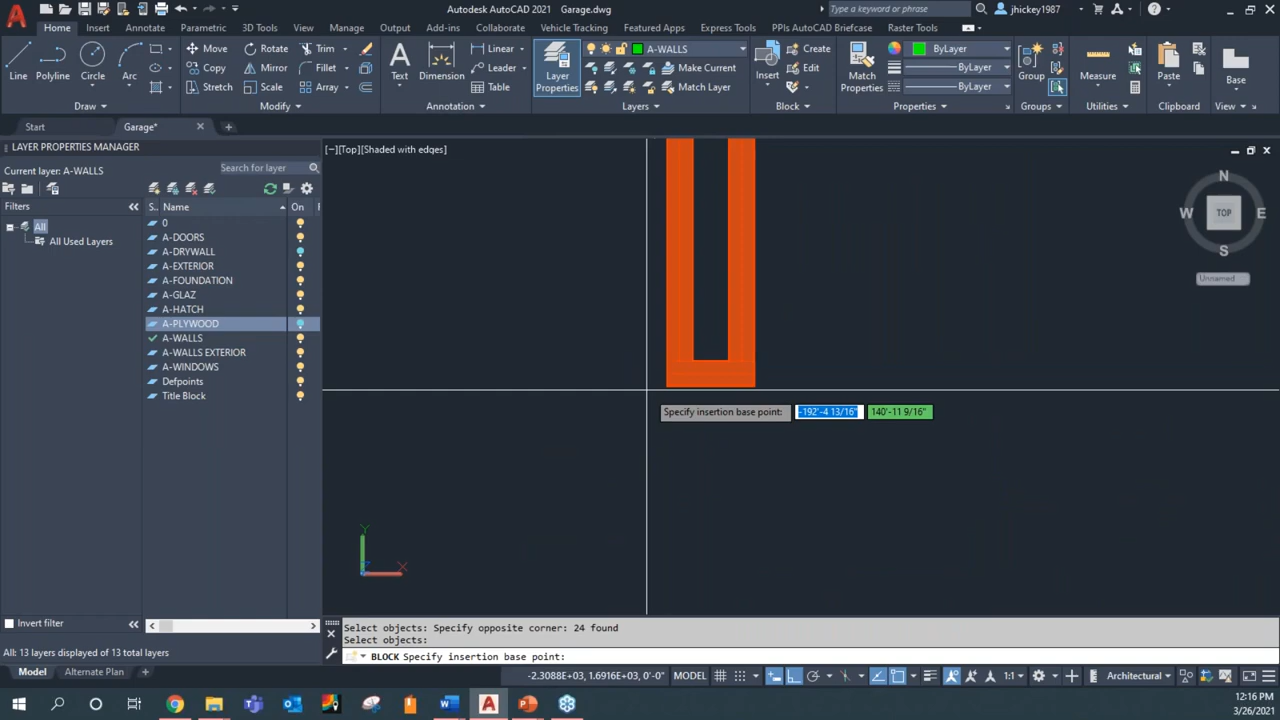 Autodesk AutoCAD 2021 Garage.dwg
Type a keyword or phrase
jhickey1987
Home Insert Annotate Parametric 3D Tools View Manage Output Add-ins Collaborate Vehicle Tracking Featured Apps Express Tools PPIs AutoCAD Bluebeam Raster Tools
Line
Polyline
Circle
Arc
Move
Rotate
Trim
Copy
Mirror
Fillet
Stretch
Scale
Array
Text
Dimension
Linear
Leader
Table
Layer
Properties
A-WALLS
Make Current
Match Layer
Insert
Create
Edit
Match
Properties
ByLayer
ByLayer
ByLayer
Group
Measure
Paste
Base
Draw
Modify
Annotation
Layers
Block
Properties
Groups
Utilities
Clipboard
View
Start
Garage*
LAYER PROPERTIES MANAGER
Current layer: A-WALLS
Search for layer
Filters
S.. Name On F
All
All Used Layers
0
A-DOORS
A-DRYWALL
A-EXTERIOR
A-FOUNDATION
A-GLAZ
A-HATCH
A-PLYWOOD
A-WALLS
A-WALLS EXTERIOR
A-WINDOWS
Defpoints
Title Block
Invert filter
All: 13 layers displayed of 13 total layers
[−][Top][Shaded with edges]
N
W TOP E
S
Unnamed
Specify insertion base point: -192'-4 13/16" 140'-11 9/16"
Y
X
Select objects: Specify opposite corner: 24 found
Select objects:
BLOCK Specify insertion base point:
Model Alternate Plan
-2.3088E+03, 1.6916E+03, 0'-0" MODEL
1:1
Architectural
12:16 PM
3/26/2021